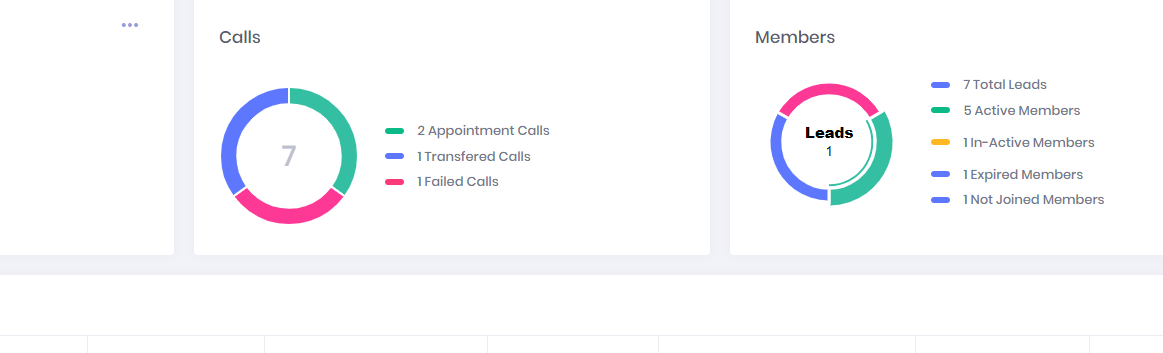 Calls
7
2 Appointment Calls
1 Transfered Calls
1 Failed Calls
Members
Leads
1
7 Total Leads
5 Active Members
1 In-Active Members
1 Expired Members
1 Not Joined Members